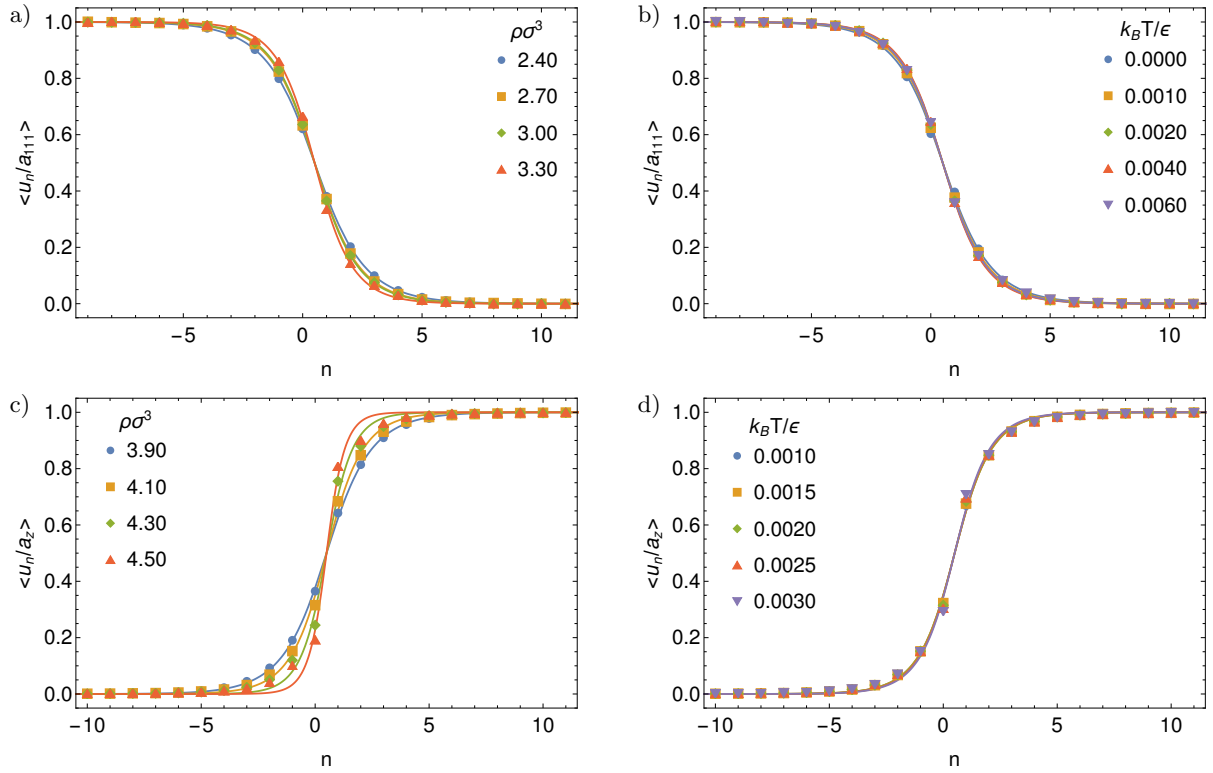 a)
ρσ³
2.40
2.70
3.00
3.30
<u_n/a_111>
1.0
0.8
0.6
0.4
0.2
0.0
−5 0 5 10
n
b)
k_BT/ϵ
0.0000
0.0010
0.0020
0.0040
0.0060
<u_n/a_111>
1.0
0.8
0.6
0.4
0.2
0.0
−5 0 5 10
n
c)
ρσ³
3.90
4.10
4.30
4.50
<u_n/a_z>
1.0
0.8
0.6
0.4
0.2
0.0
−10 −5 0 5 10
n
d)
k_BT/ϵ
0.0010
0.0015
0.0020
0.0025
0.0030
<u_n/a_z>
1.0
0.8
0.6
0.4
0.2
0.0
−10 −5 0 5 10
n